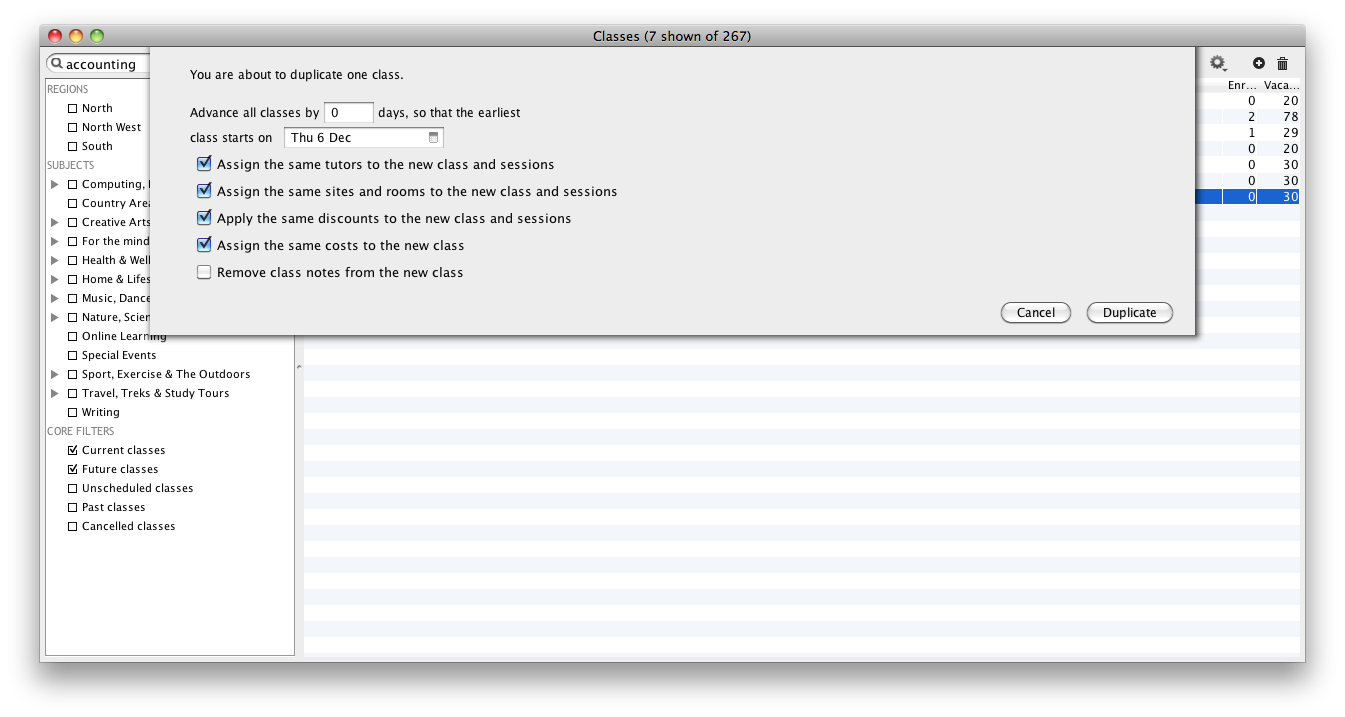 Classes (7 shown of 267)
accounting
You are about to duplicate one class.
Advance all classes by 0 days, so that the earliest
class starts on Thu 6 Dec
Assign the same tutors to the new class and sessions
Assign the same sites and rooms to the new class and sessions
Apply the same discounts to the new class and sessions
Assign the same costs to the new class
Remove class notes from the new class
Cancel Duplicate
REGIONS
North
North West
South
SUBJECTS
Computing,
Country Area
Creative Arts
For the mind
Health & Well
Home & Lifes
Music, Dance
Nature, Scien
Online Learning
Special Events
Sport, Exercise & The Outdoors
Travel, Treks & Study Tours
Writing
CORE FILTERS
Current classes
Future classes
Unscheduled classes
Past classes
Cancelled classes
Enr... Vaca...
0 20
2 78
1 29
0 20
0 30
0 30
0 30